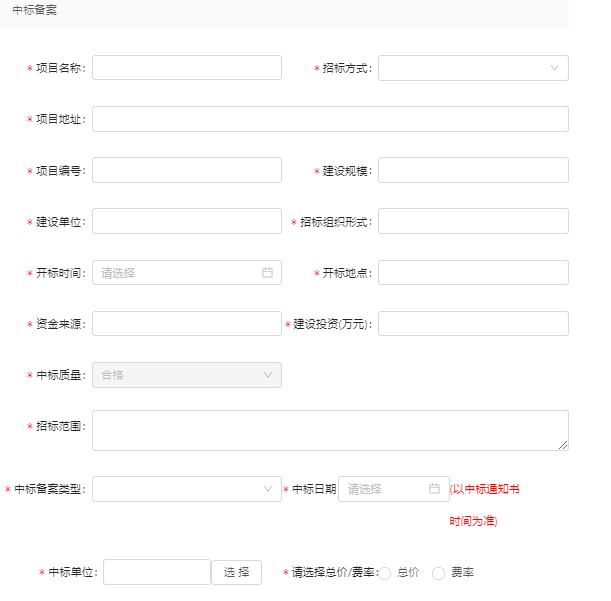 中标备案
* 项目名称: * 招标方式:
* 项目地址:
* 项目编号: * 建设规模:
* 建设单位: * 招标组织形式:
* 开标时间: 请选择 * 开标地点:
* 资金来源: * 建设投资(万元):
* 中标质量: 合格
* 招标范围:
* 中标备案类型: * 中标日期 请选择 (以中标通知书
时间为准)
* 中标单位: 选 择 * 请选择总价/费率: 总价 费率